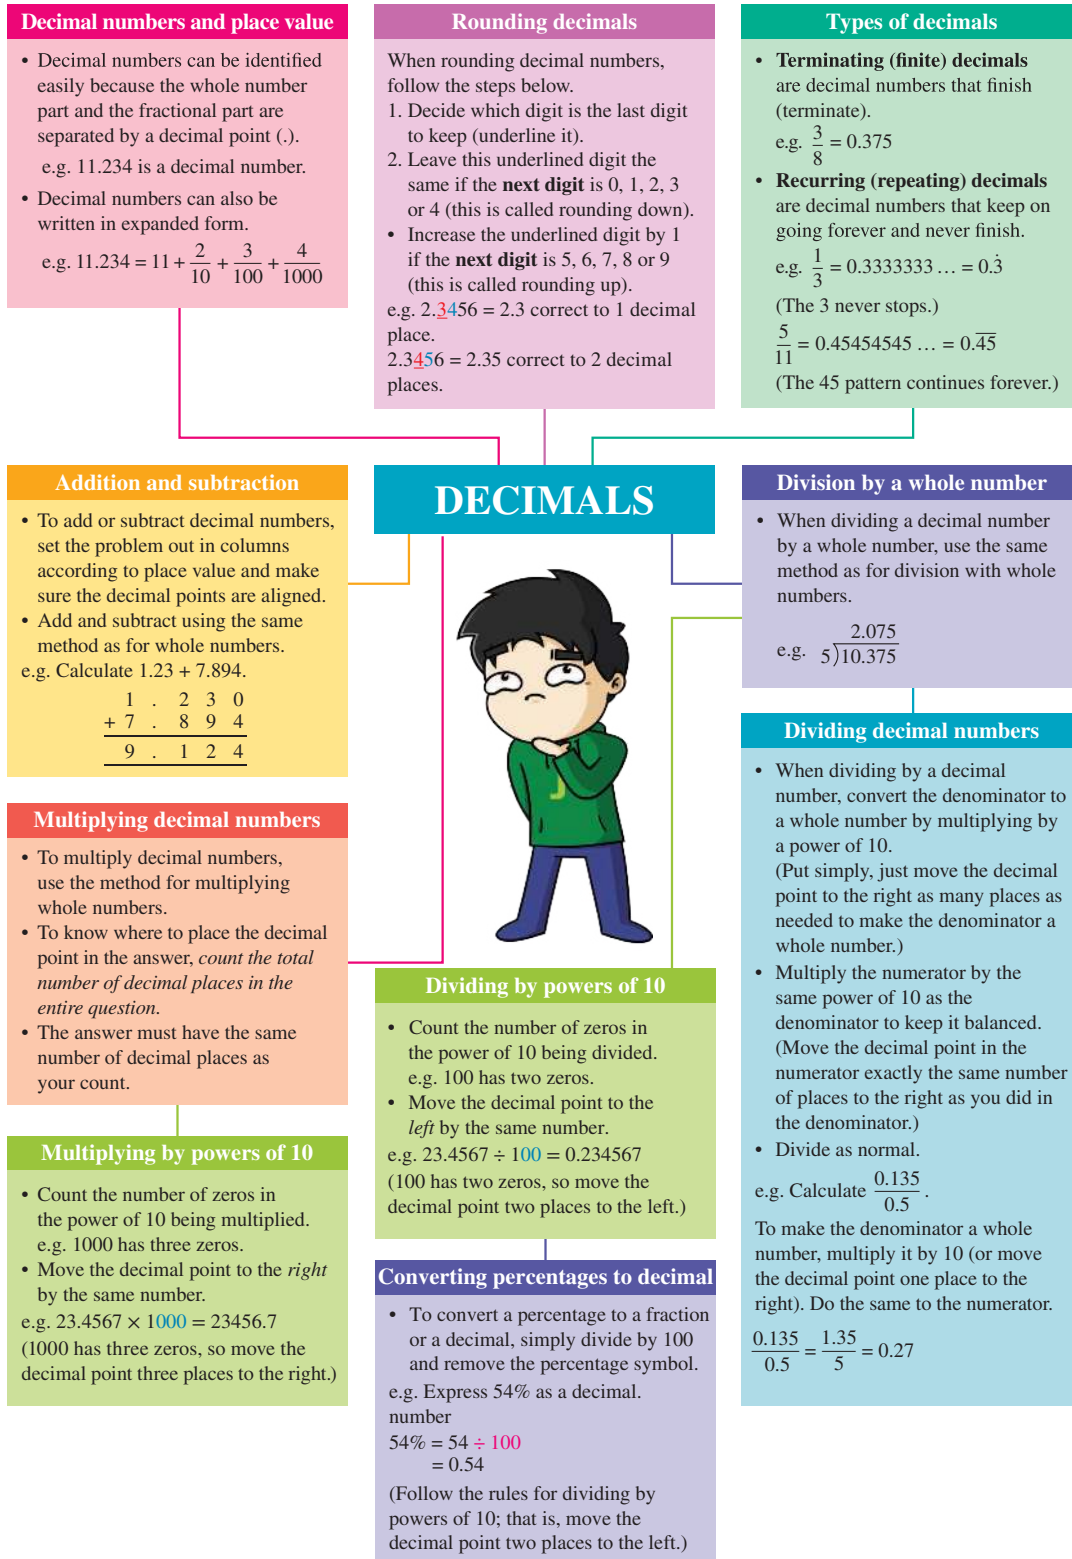 Decimal numbers and place value
• Decimal numbers can be identified
easily because the whole number
part and the fractional part are
separated by a decimal point (.).
e.g. 11.234 is a decimal number.
• Decimal numbers can also be
written in expanded form.
e.g. 11.234 = 11 + 2/10 + 3/100 + 4/1000
Rounding decimals
When rounding decimal numbers,
follow the steps below.
1. Decide which digit is the last digit
to keep (underline it).
2. Leave this underlined digit the
same if the next digit is 0, 1, 2, 3
or 4 (this is called rounding down).
• Increase the underlined digit by 1
if the next digit is 5, 6, 7, 8 or 9
(this is called rounding up).
e.g. 2.3456 = 2.3 correct to 1 decimal
place.
2.3456 = 2.35 correct to 2 decimal
places.
Types of decimals
• Terminating (finite) decimals
are decimal numbers that finish
(terminate).
e.g. 3/8 = 0.375
• Recurring (repeating) decimals
are decimal numbers that keep on
going forever and never finish.
e.g. 1/3 = 0.3333333 … = 0.3̇
(The 3 never stops.)
5/11 = 0.45454545 … = 0.4̅5̅
(The 45 pattern continues forever.)
Addition and subtraction
• To add or subtract decimal numbers,
set the problem out in columns
according to place value and make
sure the decimal points are aligned.
• Add and subtract using the same
method as for whole numbers.
e.g. Calculate 1.23 + 7.894.
1 . 2 3 0
+ 7 . 8 9 4
9 . 1 2 4
DECIMALS
J
Division by a whole number
• When dividing a decimal number
by a whole number, use the same
method as for division with whole
numbers.
2.075
e.g. 5)10.375
Multiplying decimal numbers
• To multiply decimal numbers,
use the method for multiplying
whole numbers.
• To know where to place the decimal
point in the answer, count the total
number of decimal places in the
entire question.
• The answer must have the same
number of decimal places as
your count.
Multiplying by powers of 10
• Count the number of zeros in
the power of 10 being multiplied.
e.g. 1000 has three zeros.
• Move the decimal point to the right
by the same number.
e.g. 23.4567 × 1000 = 23456.7
(1000 has three zeros, so move the
decimal point three places to the right.)
Dividing by powers of 10
• Count the number of zeros in
the power of 10 being divided.
e.g. 100 has two zeros.
• Move the decimal point to the
left by the same number.
e.g. 23.4567 ÷ 100 = 0.234567
(100 has two zeros, so move the
decimal point two places to the left.)
Converting percentages to decimal
• To convert a percentage to a fraction
or a decimal, simply divide by 100
and remove the percentage symbol.
e.g. Express 54% as a decimal.
number
54% = 54 ÷ 100
= 0.54
(Follow the rules for dividing by
powers of 10; that is, move the
decimal point two places to the left.)
Dividing decimal numbers
• When dividing by a decimal
number, convert the denominator to
a whole number by multiplying by
a power of 10.
(Put simply, just move the decimal
point to the right as many places as
needed to make the denominator a
whole number.)
• Multiply the numerator by the
same power of 10 as the
denominator to keep it balanced.
(Move the decimal point in the
numerator exactly the same number
of places to the right as you did in
the denominator.)
• Divide as normal.
e.g. Calculate 0.135/0.5 .
To make the denominator a whole
number, multiply it by 10 (or move
the decimal point one place to the
right). Do the same to the numerator.
0.135/0.5 = 1.35/5 = 0.27